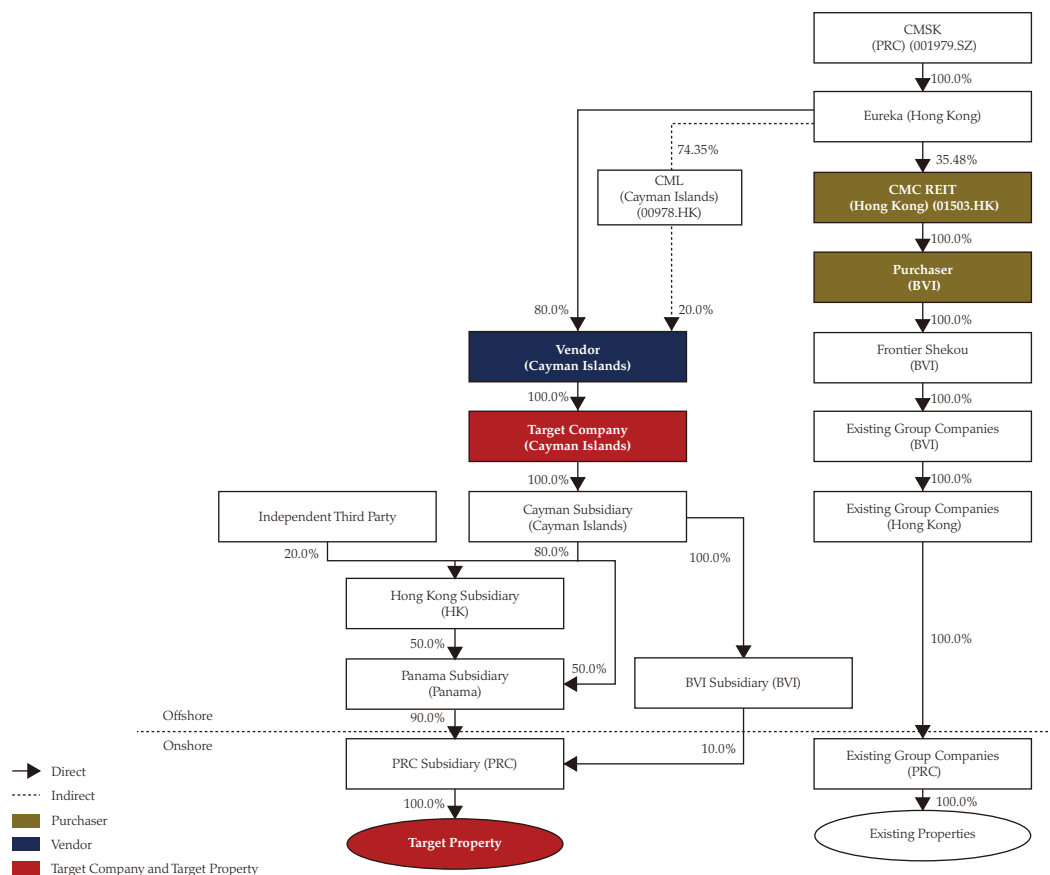 CMSK
(PRC) (001979.SZ)
100.0%
Eureka (Hong Kong)
74.35%
35.48%
CML
(Cayman Islands)
(00978.HK)
CMC REIT
(Hong Kong) (01503.HK)
100.0%
Purchaser
(BVI)
80.0%
20.0%
100.0%
Vendor
(Cayman Islands)
Frontier Shekou
(BVI)
100.0%
100.0%
Target Company
(Cayman Islands)
Existing Group Companies
(BVI)
100.0%
100.0%
Independent Third Party
Cayman Subsidiary
(Cayman Islands)
Existing Group Companies
(Hong Kong)
20.0%
80.0%
100.0%
Hong Kong Subsidiary
(HK)
50.0%
100.0%
Panama Subsidiary
(Panama)
50.0%
BVI Subsidiary (BVI)
Offshore
90.0%
Onshore
10.0%
PRC Subsidiary (PRC)
Existing Group Companies
(PRC)
100.0%
100.0%
Target Property
Existing Properties
Direct
Indirect
Purchaser
Vendor
Target Company and Target Property